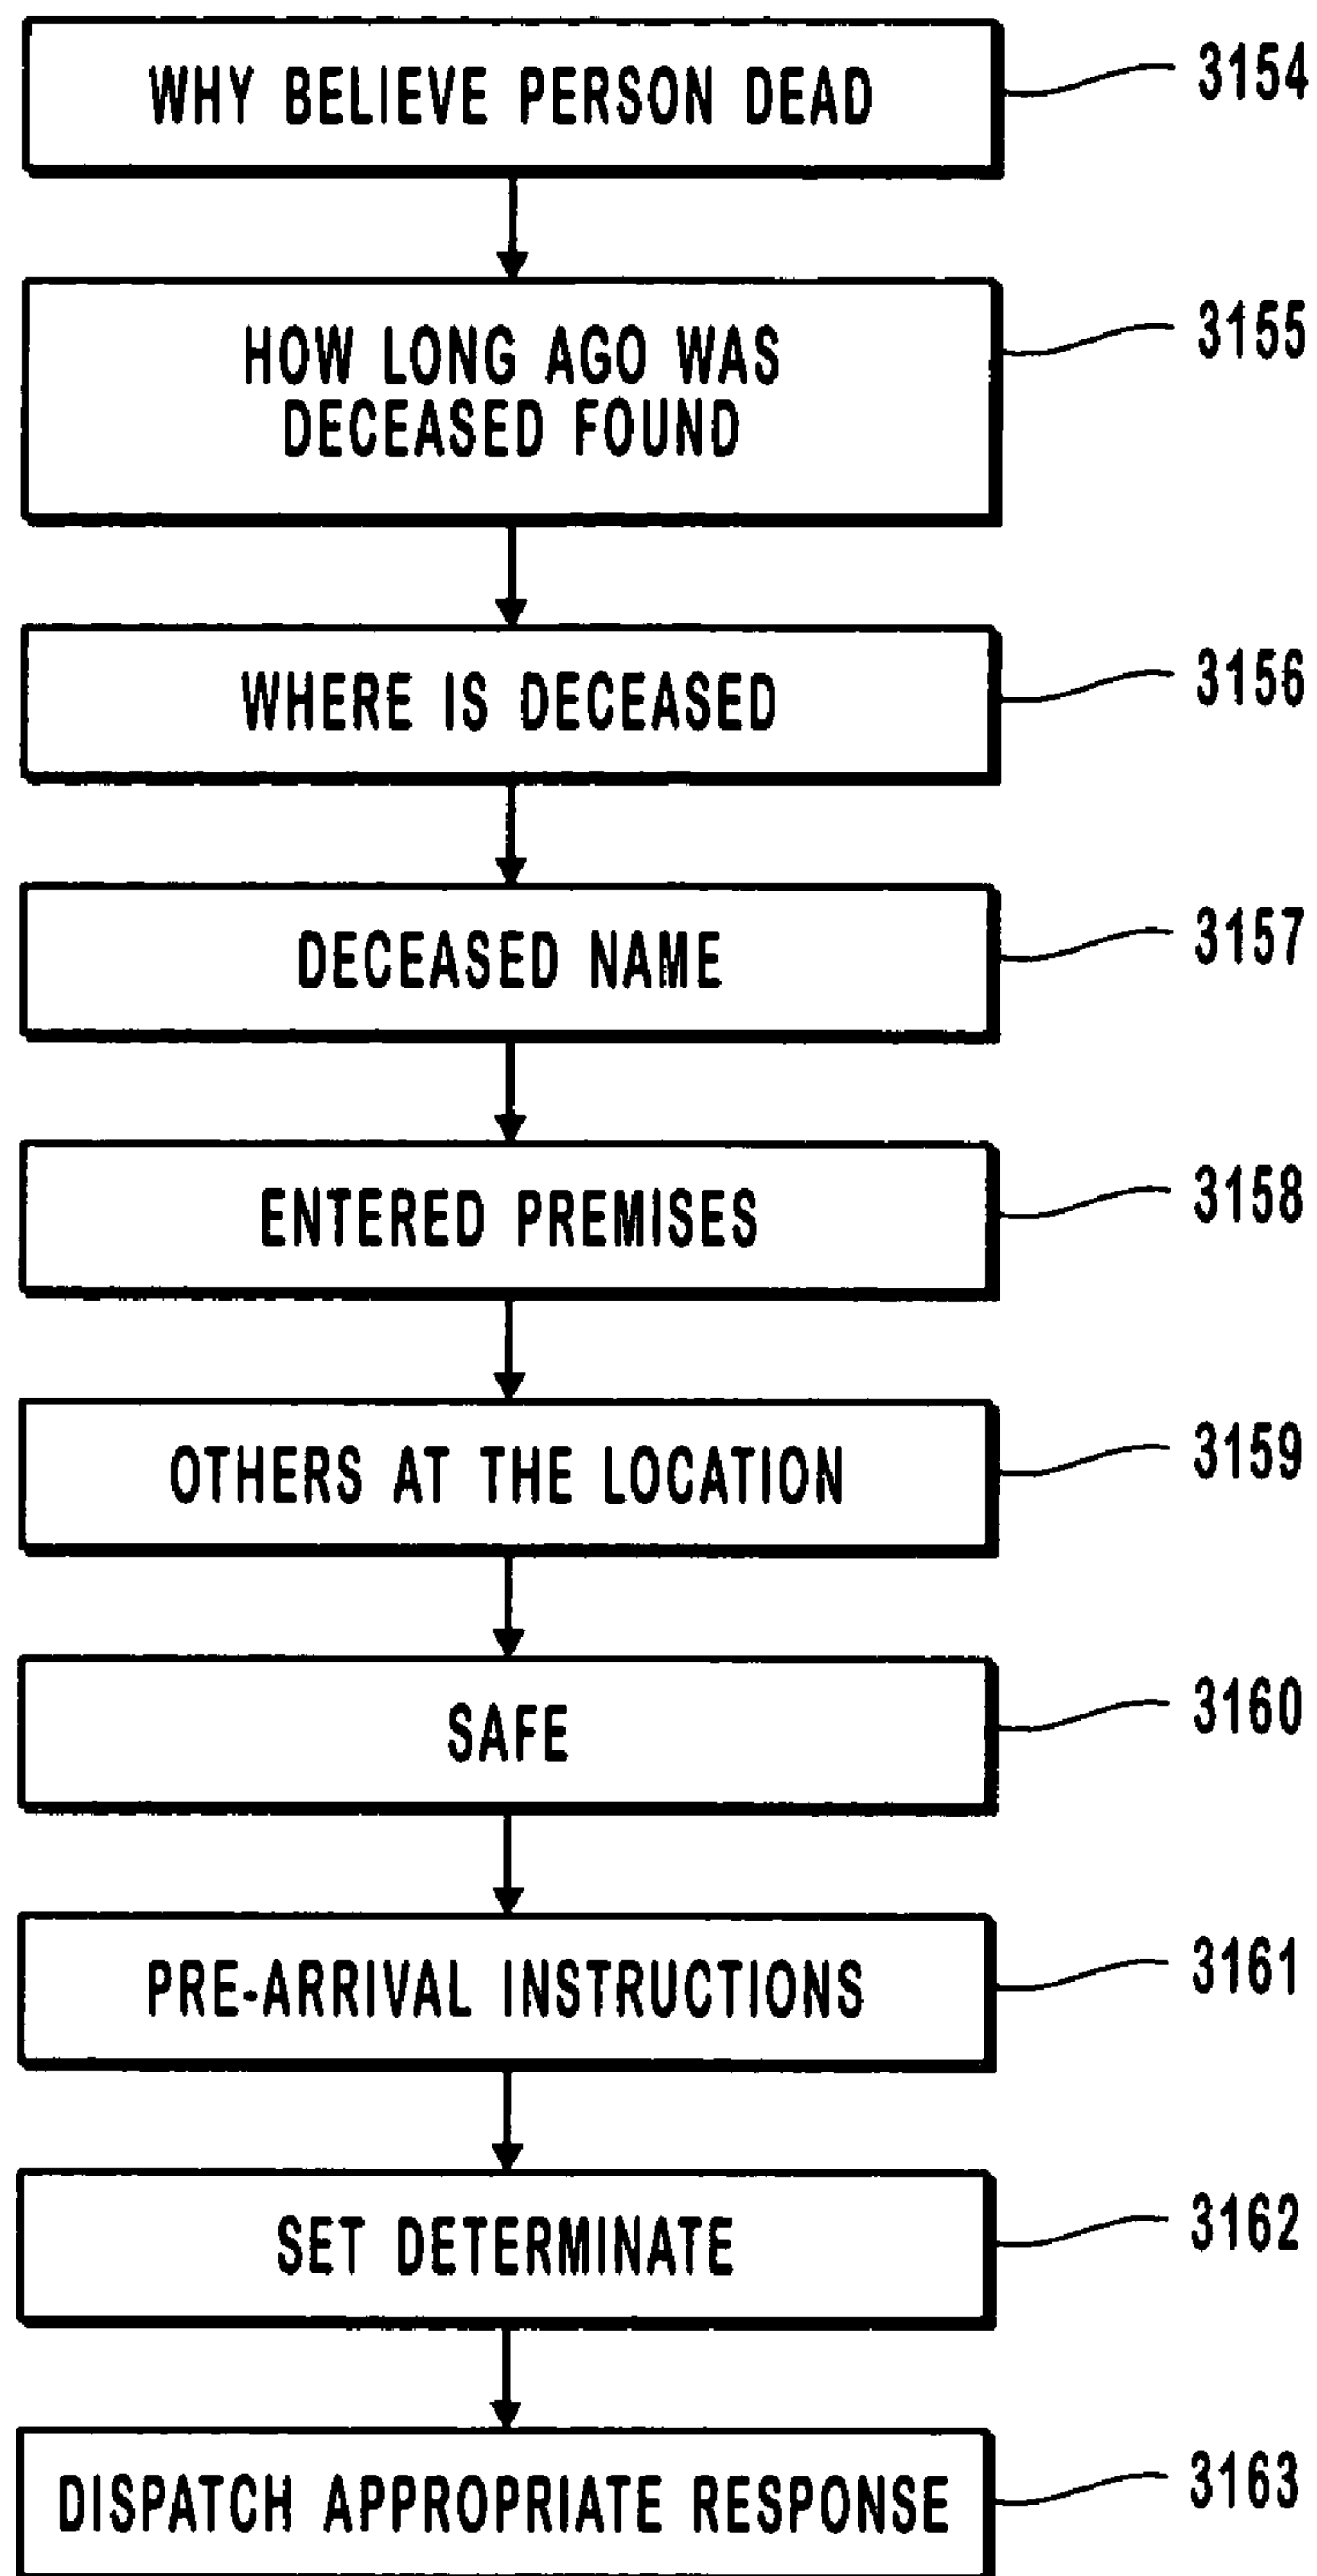 WHY BELIEVE PERSON DEAD
3154
HOW LONG AGO WAS
DECEASED FOUND
3155
WHERE IS DECEASED
3156
DECEASED NAME
3157
ENTERED PREMISES
3158
OTHERS AT THE LOCATION
3159
SAFE
3160
PRE-ARRIVAL INSTRUCTIONS
3161
SET DETERMINATE
3162
DISPATCH APPROPRIATE RESPONSE
3163